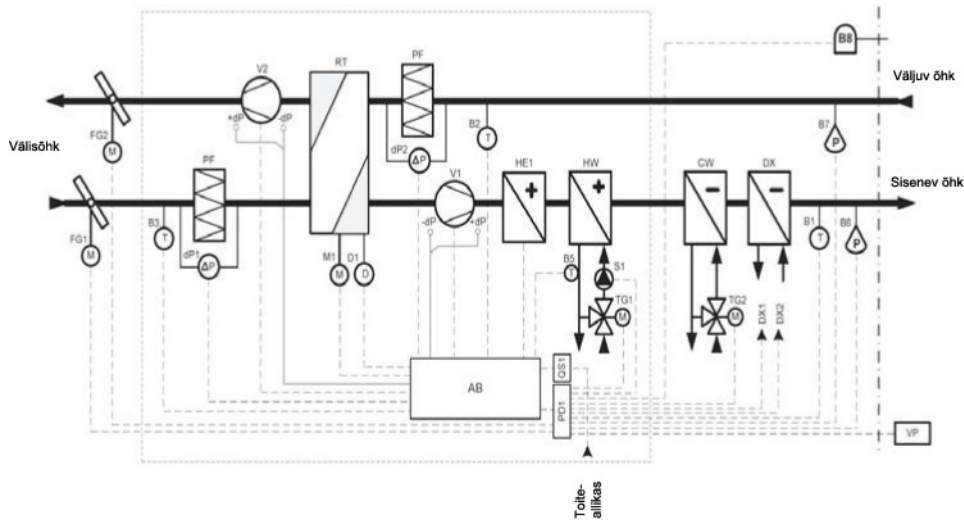 B8
V2
RT
PF
Väljuv õhk
+dP
-dP
FG2
M
B2
T
B7
P
dP2
ΔP
Välisõhk
PF
V1
HE1
HW
CW
DX
Sisenev õhk
+
+
−
−
-dP
+dP
FG1
M
B3
T
dP1
ΔP
M1
M
D1
D
B5
T
S1
TG1
M
TG2
M
DX1
DX2
B1
T
B6
P
AB
QS1
PD1
VP
Toite-
allikas